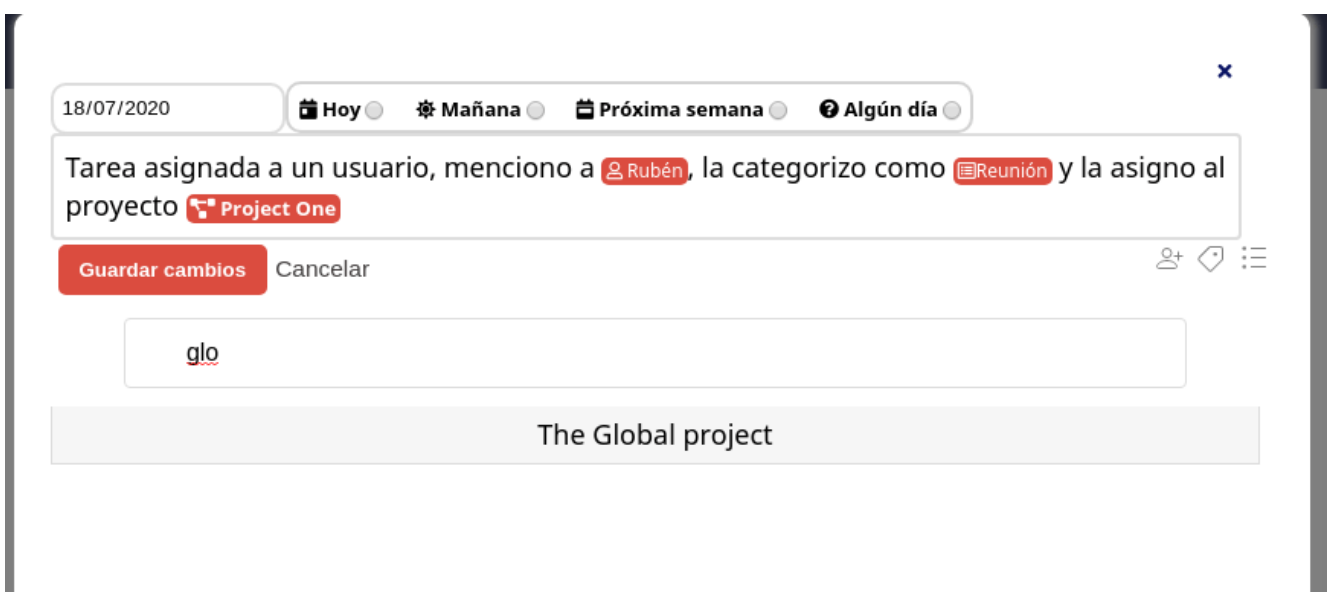 18/07/2020 Hoy Mañana Próxima semana Algún día
Tarea asignada a un usuario, menciono a Rubén, la categorizo como Reunión y la asigno al
proyecto Project One
Guardar cambios Cancelar
glo
The Global project